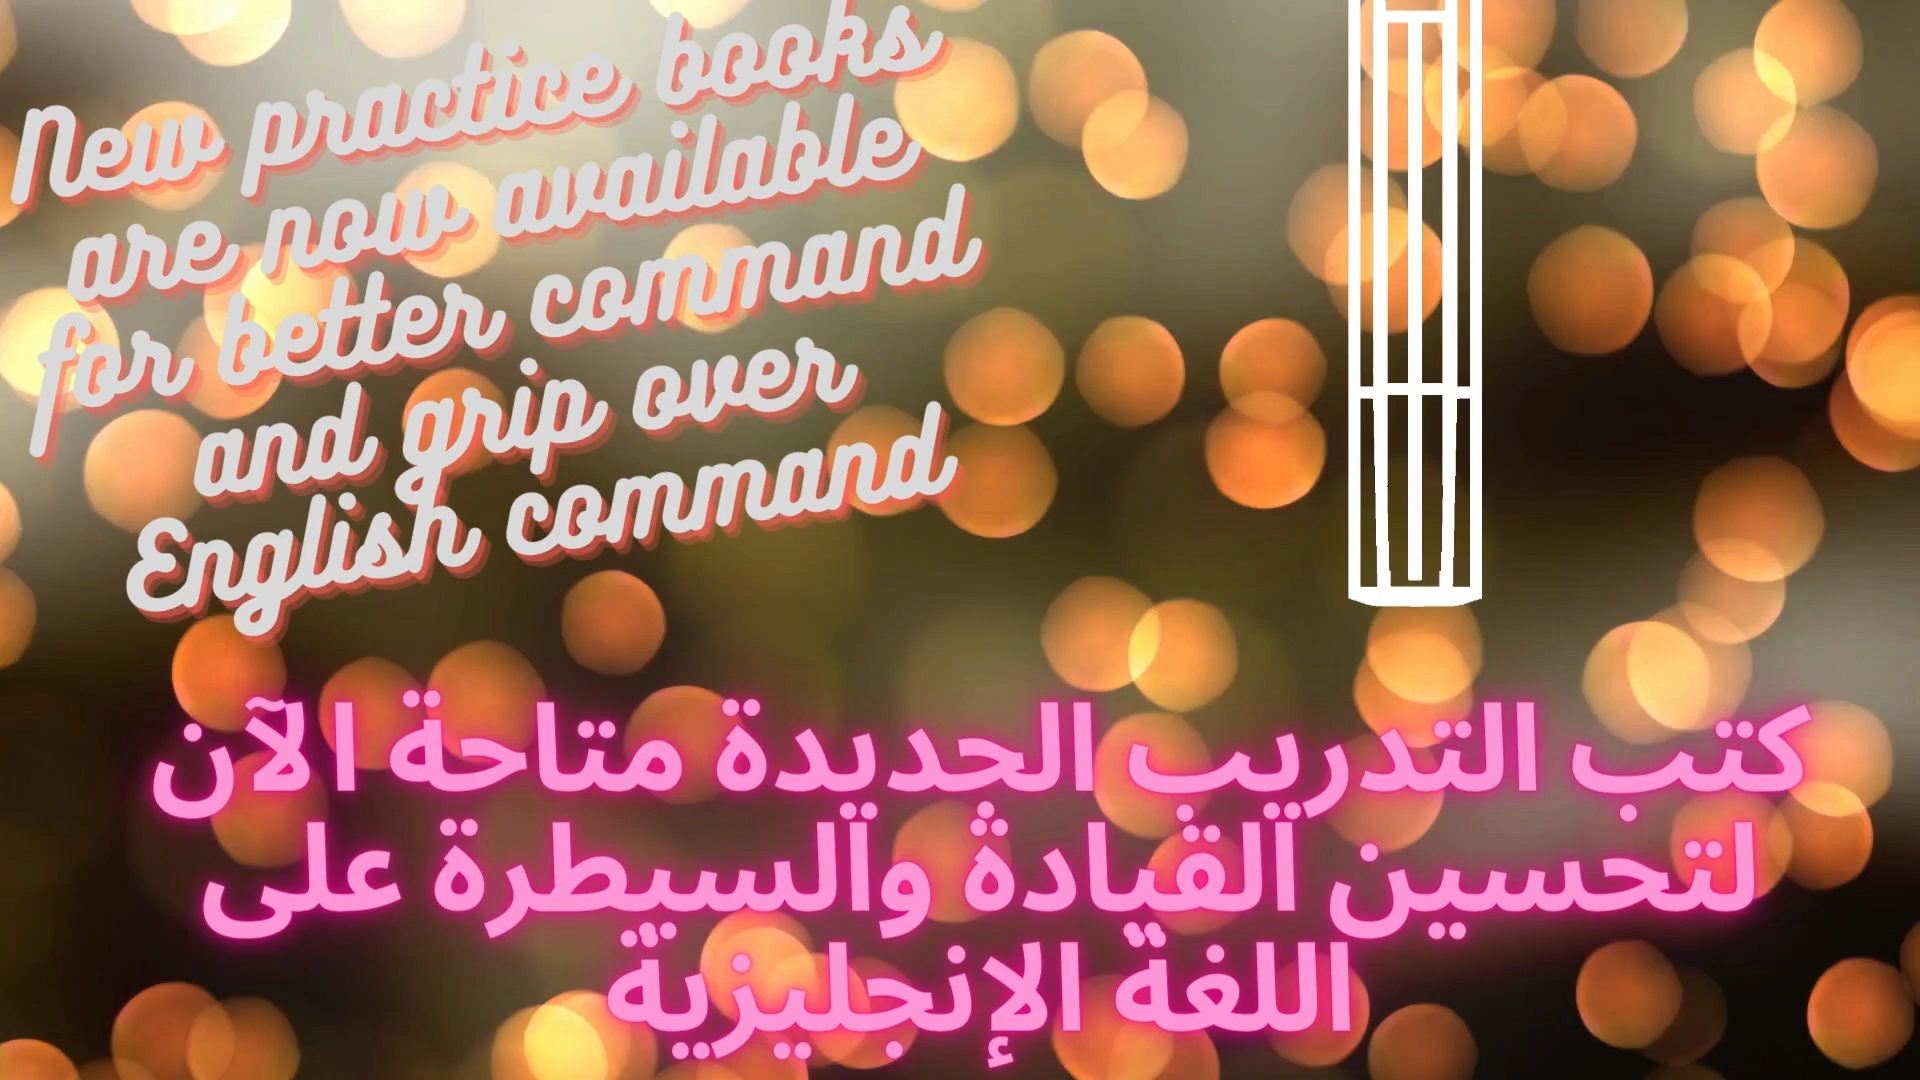 New practice books
are now available
for better command
and grip over
English command
كتب التدريب الجديدة متاحة الآن
لتحسين القيادة والسيطرة على
اللغة الإنجليزية